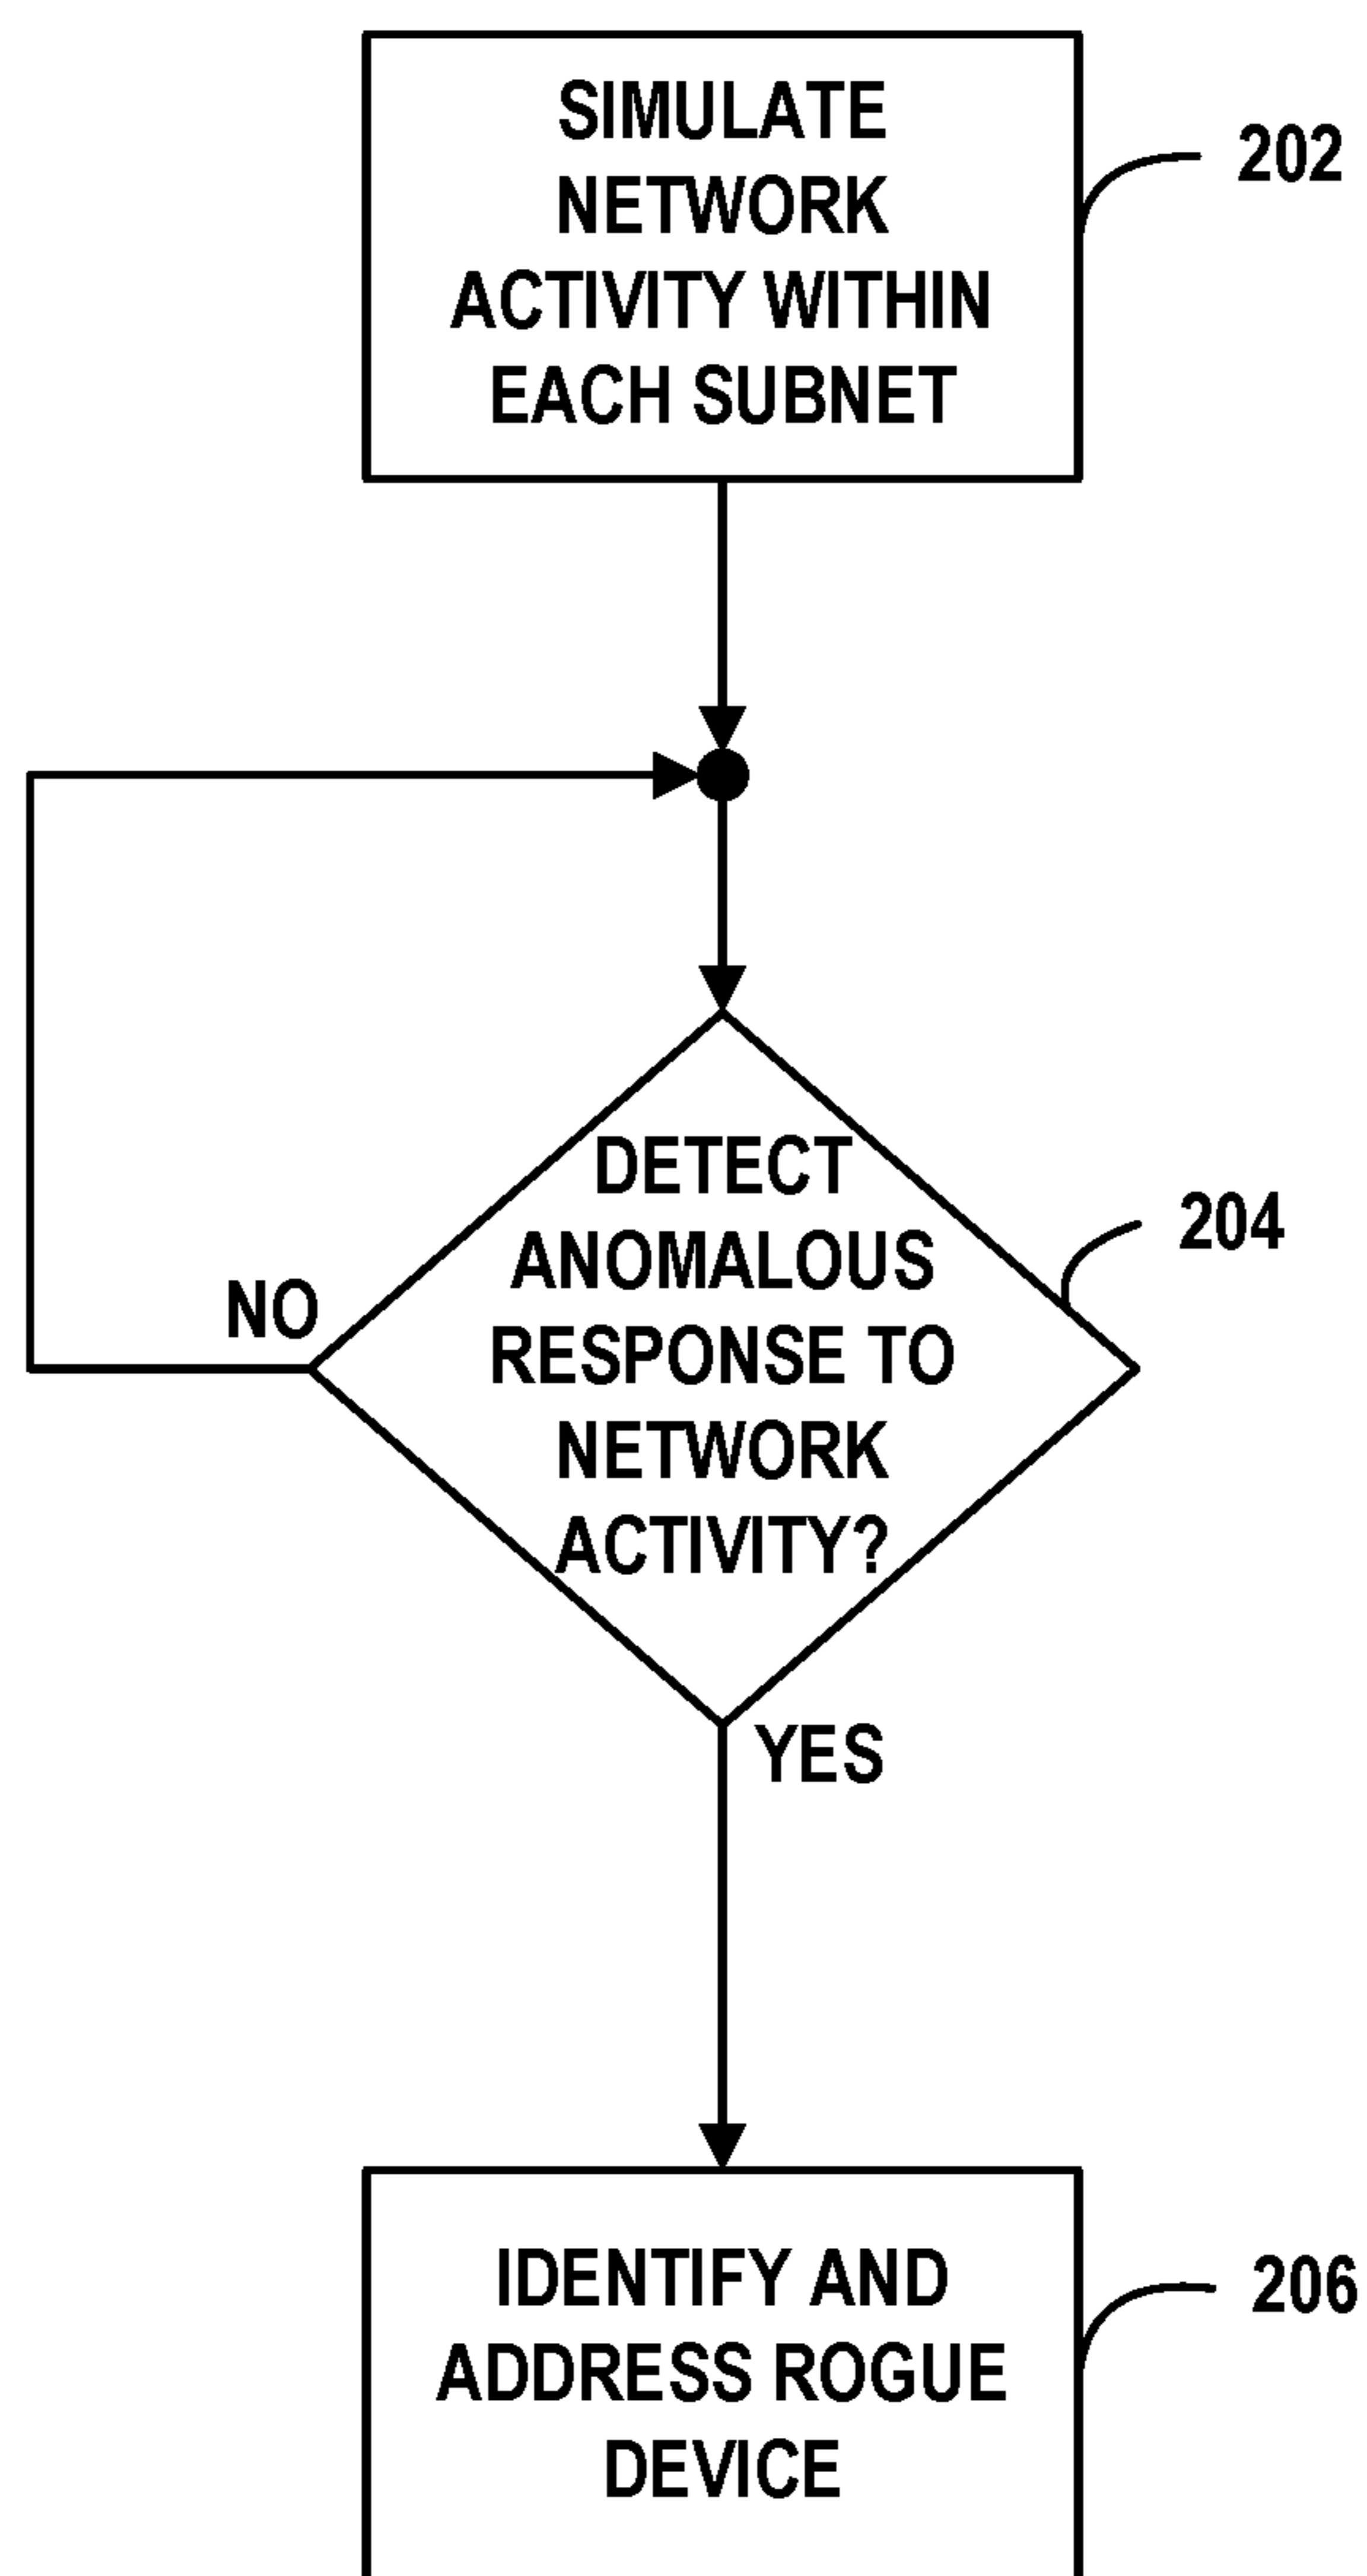 SIMULATE
NETWORK
ACTIVITY WITHIN
EACH SUBNET
202
DETECT
ANOMALOUS
RESPONSE TO
NETWORK
ACTIVITY?
204
NO
YES
IDENTIFY AND
ADDRESS ROGUE
DEVICE
206